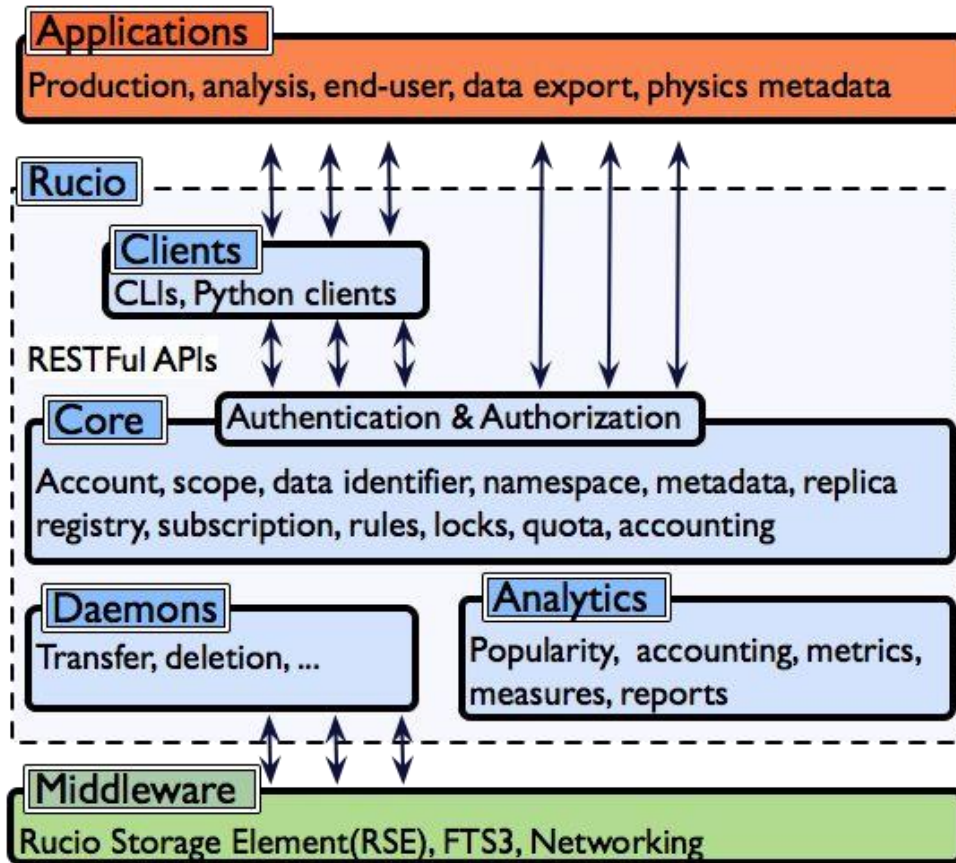 Applications
Production, analysis, end-user, data export, physics metadata
Rucio
Clients
CLIs, Python clients
RESTFul APIs
Core
Authentication & Authorization
Account, scope, data identifier, namespace, metadata, replica
registry, subscription, rules, locks, quota, accounting
Daemons
Transfer, deletion, ...
Analytics
Popularity, accounting, metrics,
measures, reports
Middleware
Rucio Storage Element(RSE), FTS3, Networking